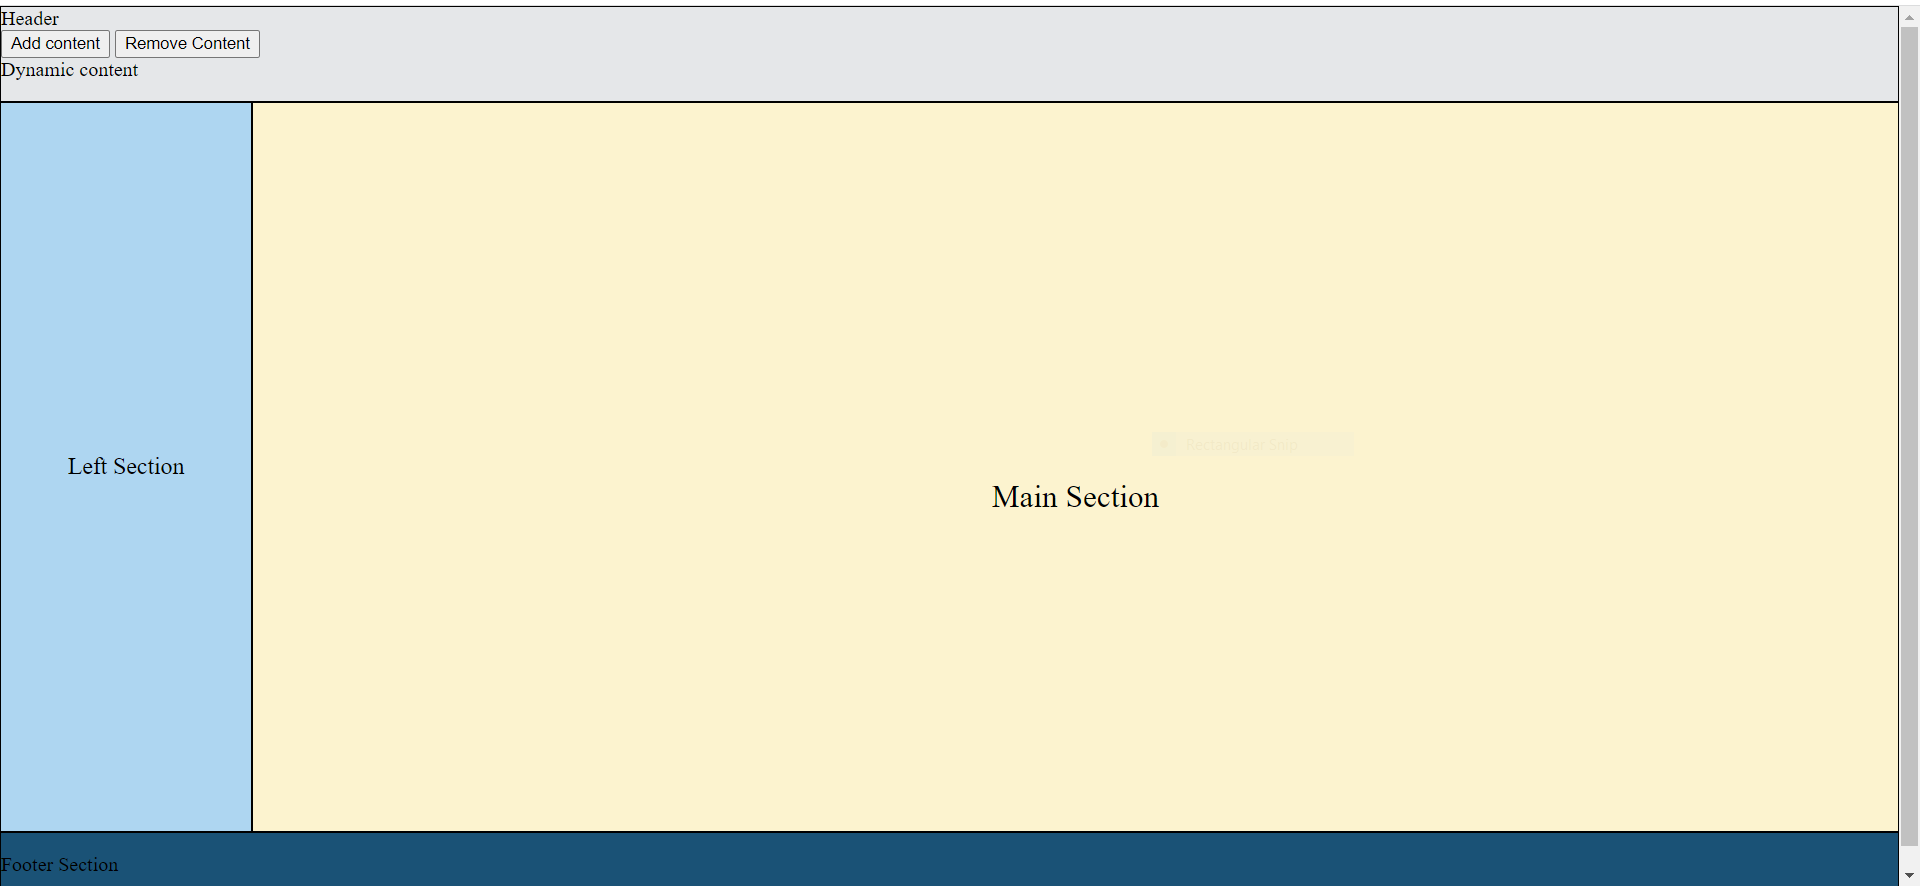 Header
Add content Remove Content
Dynamic content
Rectangular Snip
Left Section
Main Section
Footer Section